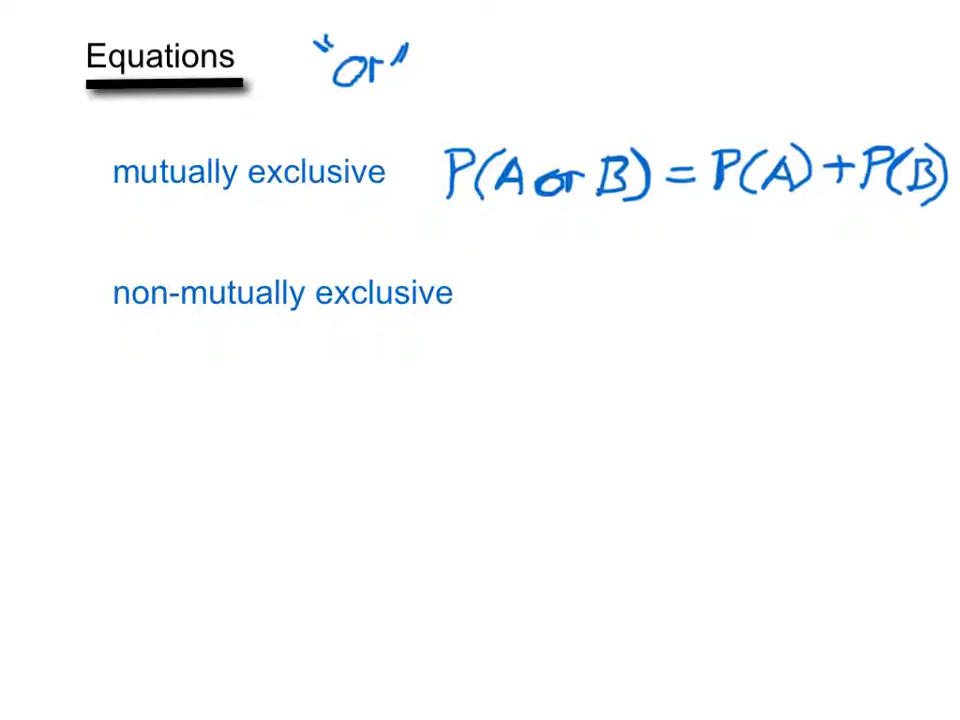 Equations "or"
mutually exclusive P(A or B) = P(A) + P(B)
non-mutually exclusive